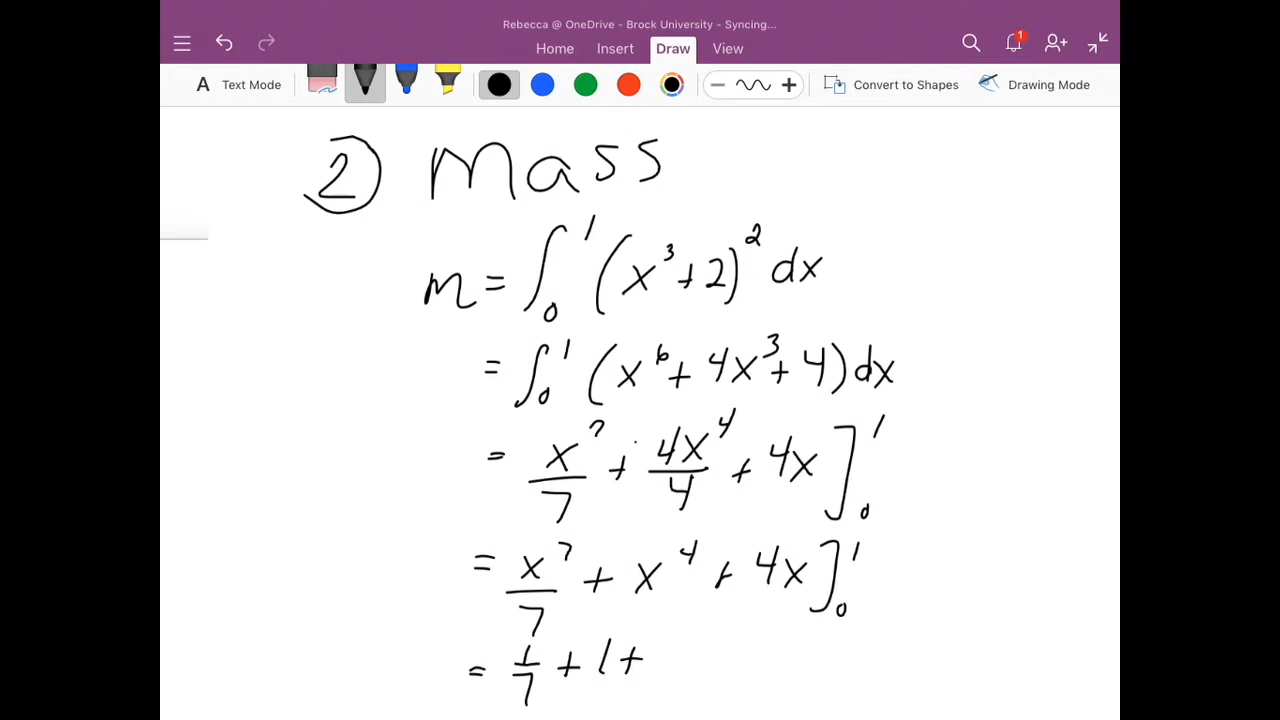 Rebecca @ OneDrive - Brock University - Syncing...
Home Insert Draw View 1
A Text Mode Convert to Shapes Drawing Mode
② Mass
m = ∫₀¹ (x³ + 2)² dx
= ∫₀¹ (x⁶ + 4x³ + 4) dx
= x⁷/7 + 4x⁴/4 + 4x ]₀¹
= x⁷/7 + x⁴ + 4x ]₀¹
= 1/7 + 1 +